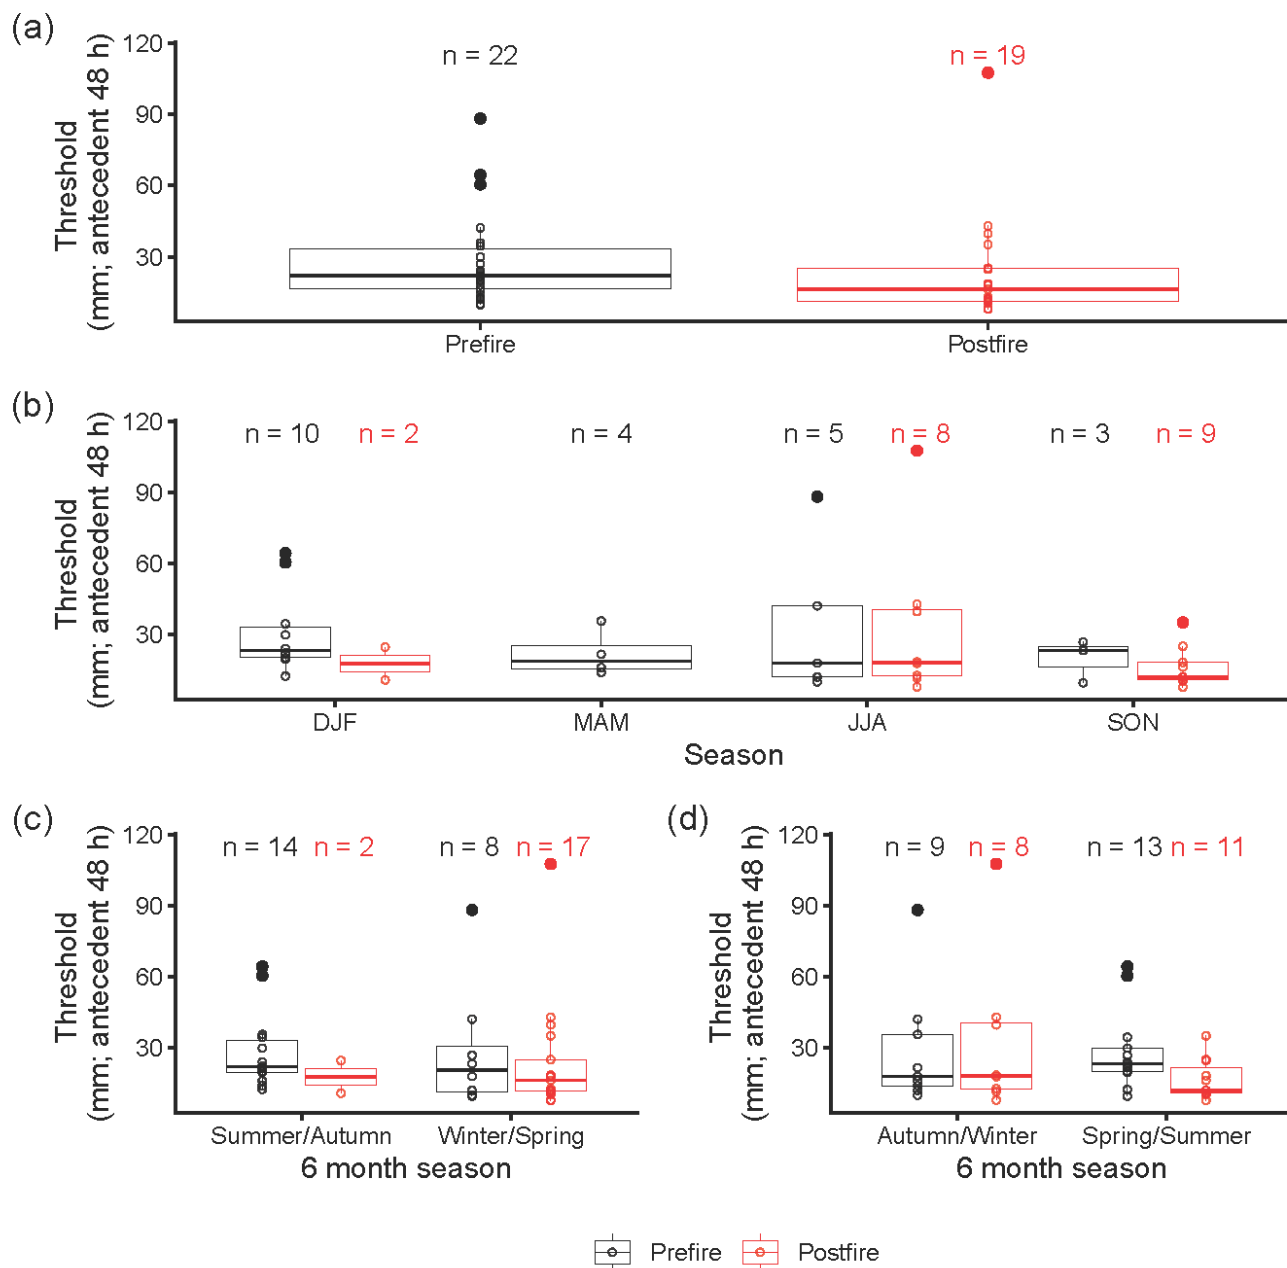 (a)
Threshold
(mm; antecedent 48 h)
120
90
60
30
n = 22
n = 19
Prefire
Postfire
(b)
Threshold
(mm; antecedent 48 h)
120
90
60
30
n = 10
n = 2
n = 4
n = 5
n = 8
n = 3
n = 9
DJF
MAM
JJA
SON
Season
(c)
Threshold
(mm; antecedent 48 h)
120
90
60
30
n = 14
n = 2
n = 8
n = 17
Summer/Autumn
Winter/Spring
6 month season
(d)
Threshold
(mm; antecedent 48 h)
120
90
60
30
n = 9
n = 8
n = 13
n = 11
Autumn/Winter
Spring/Summer
6 month season
Prefire
Postfire